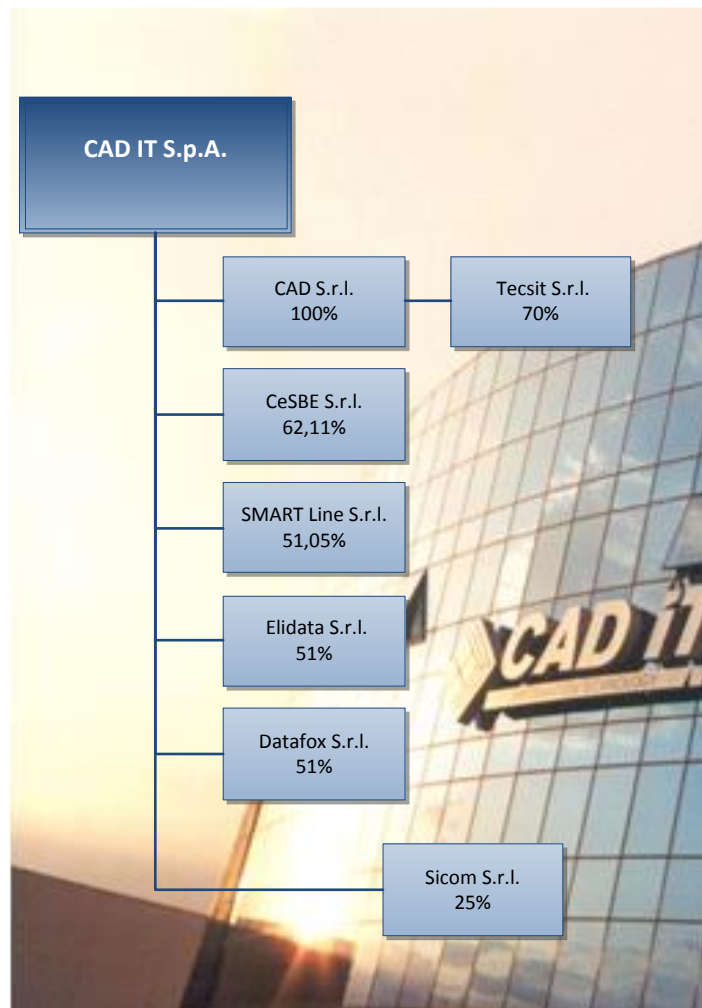 CAD IT S.p.A.
CAD S.r.l.
100%
Tecsit S.r.l.
70%
CeSBE S.r.l.
62,11%
SMART Line S.r.l.
51,05%
Elidata S.r.l.
51%
Datafox S.r.l.
51%
Sicom S.r.l.
25%
CAD iT